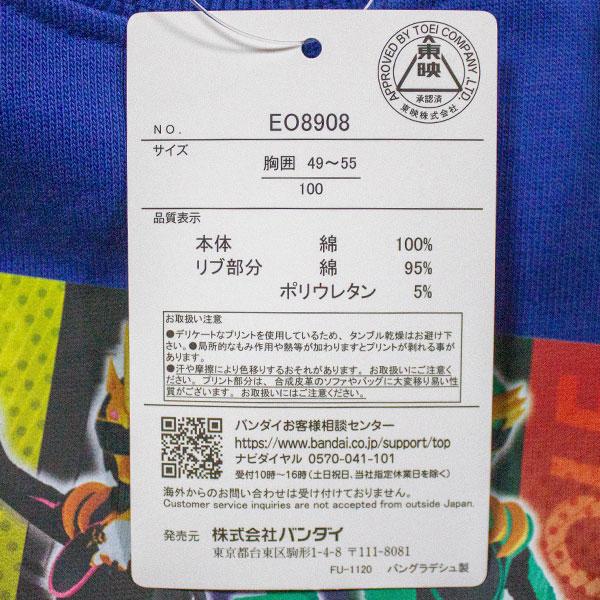 APPROVED BY TOEI COMPANY, LTD.
東映
承認済
東映株式会社
NO. EO8908
サイズ
胸囲 49～55
100
品質表示
本体 綿 100%
リブ部分 綿 95%
ポリウレタン 5%
お取扱い注意
●デリケートなプリントを使用しているため、タンブル乾燥はお避け下
さい。●局所的なもみ作用や熱等が加わりますとプリントが剥れる事が
あります。
●汗や摩擦により色移りするおそれがあります。お取扱いにご注意
ください。プリント部分は、合成皮革のソファやバッグに大変移り易い性
質がございます。お取扱いにはご注意ください。
バンダイお客様相談センター
https://www.bandai.co.jp/support/top
ナビダイヤル 0570-041-101
受付10時～16時(土日祝日、当社指定休業日を除く)
海外からのお問い合わせは受け付けておりません。
Customer service inquiries are not accepted from outside Japan.
発売元 株式会社バンダイ
東京都台東区駒形1-4-8 〒111-8081
FU-1120 バングラデシュ製